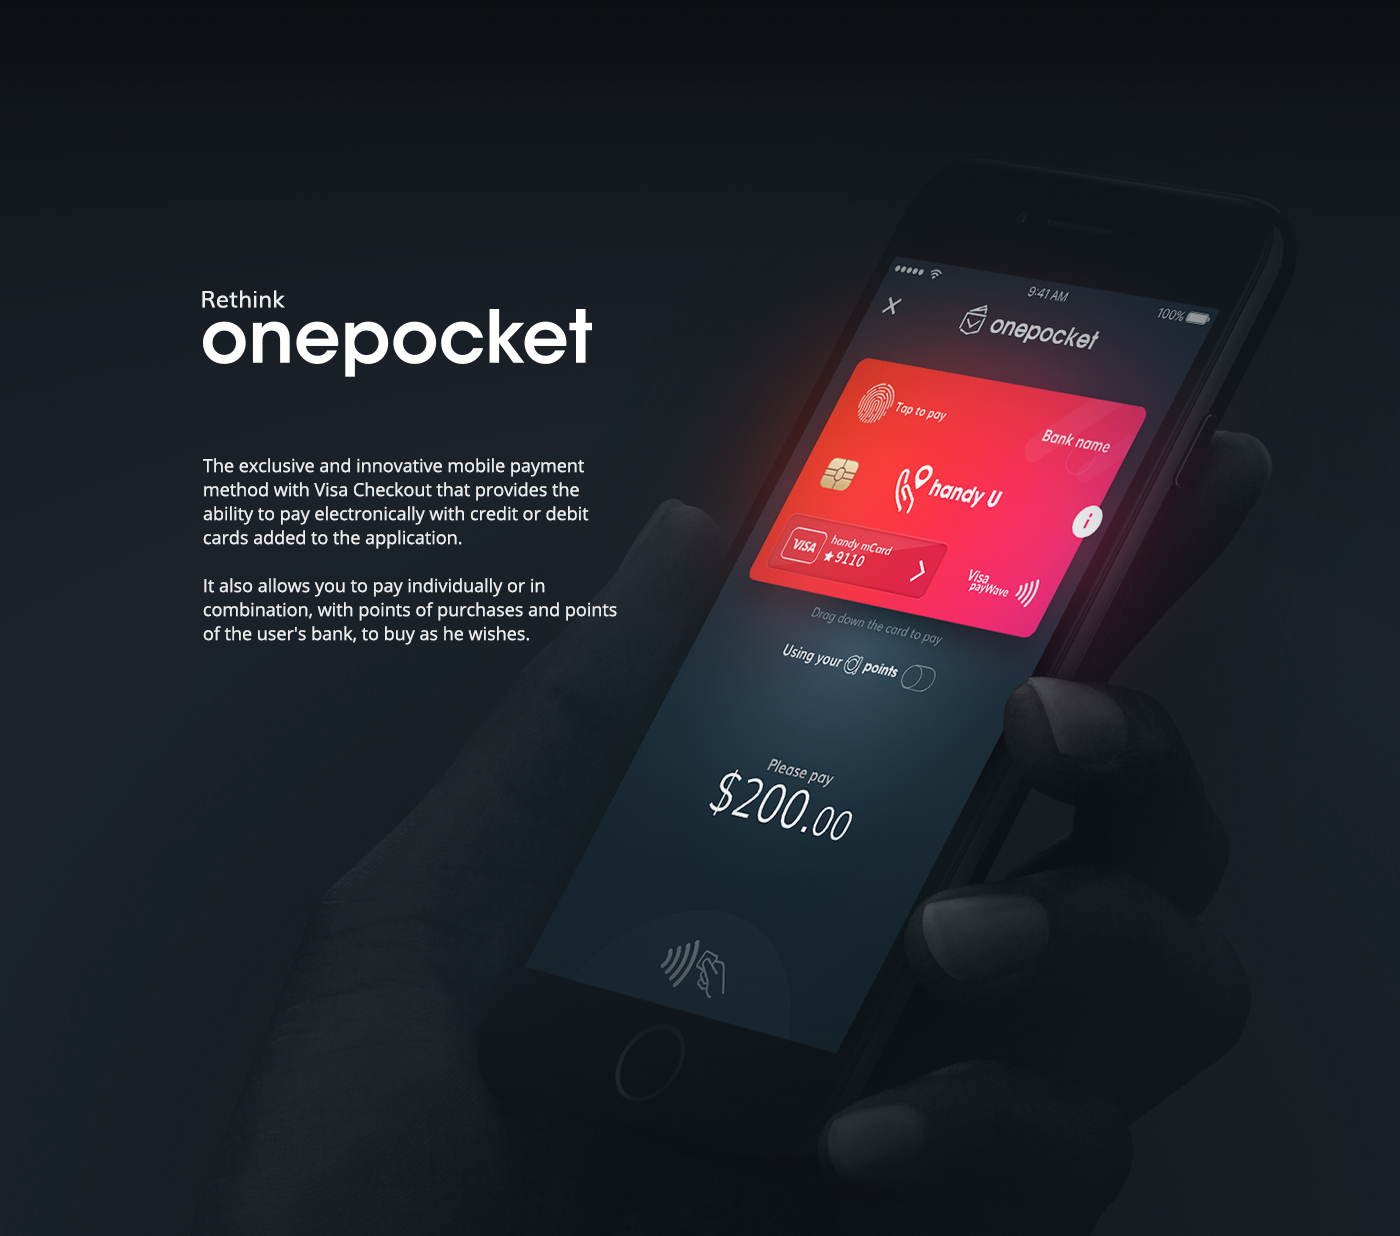 Rethink
onepocket
The exclusive and innovative mobile payment
method with Visa Checkout that provides the
ability to pay electronically with credit or debit
cards added to the application.
It also allows you to pay individually or in
combination, with points of purchases and points
of the user's bank, to buy as he wishes.
9:41 AM
100%
onepocket
Tap to pay
Bank name
handy U
i
VISA
handy mCard
★9110
Visa
payWave
Drag down the card to pay
Using your @ points
Please pay
$200.00